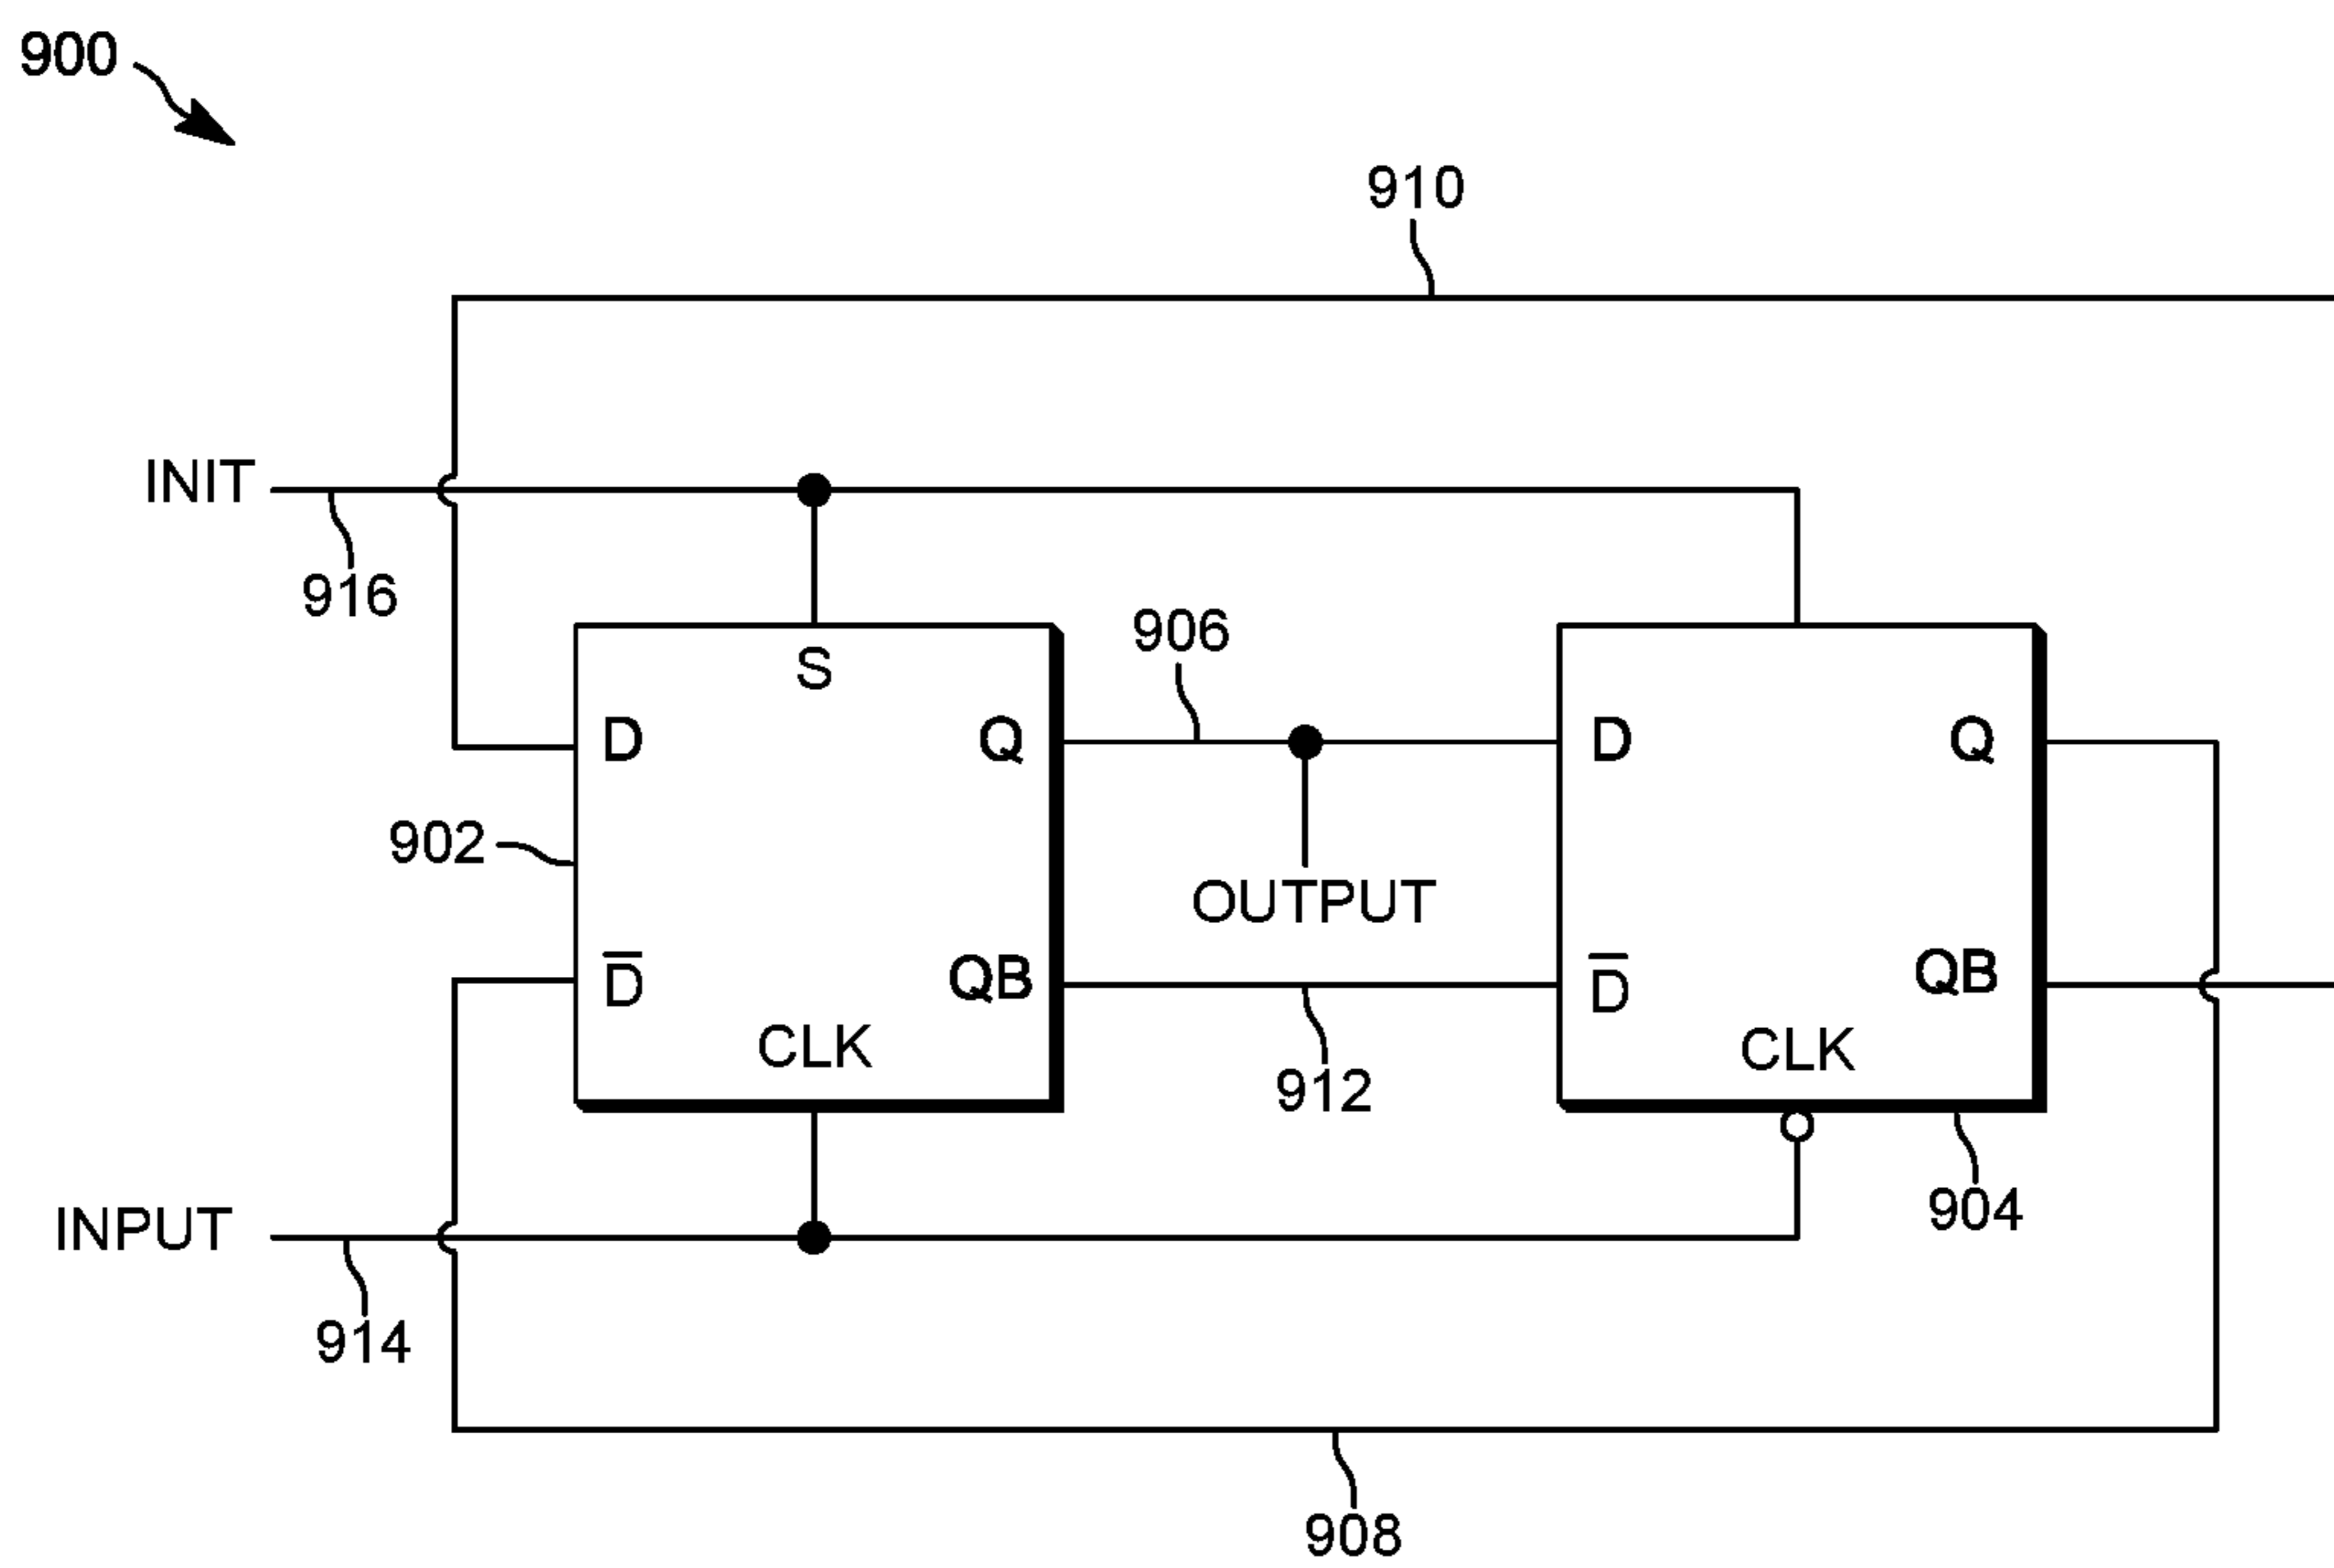 900
910
INIT
916
906
S
D
Q
D
Q
902
OUTPUT
D̅
QB
D̅
QB
CLK
CLK
912
INPUT
904
914
908